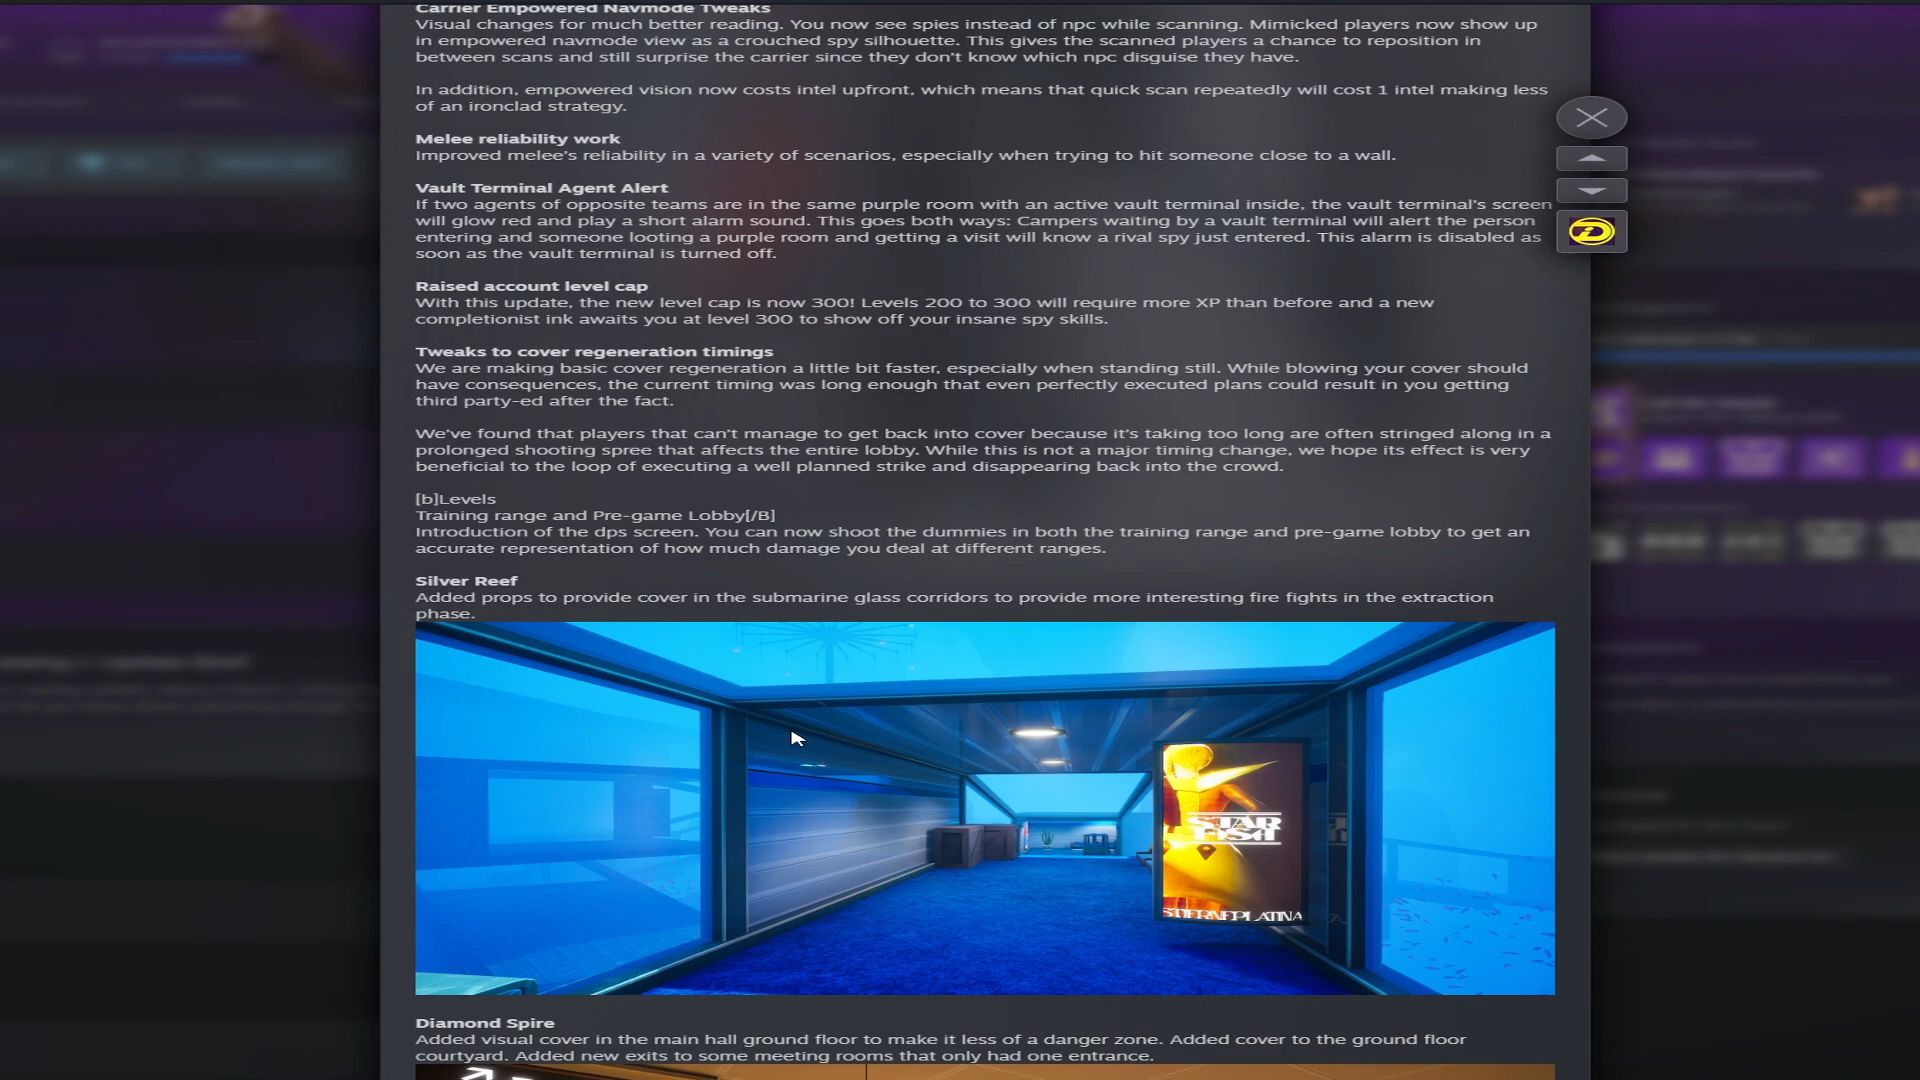 Carrier Empowered Navmode Tweaks
Visual changes for much better reading. You now see spies instead of npc while scanning. Mimicked players now show up
in empowered navmode view as a crouched spy silhouette. This gives the scanned players a chance to reposition in
between scans and still surprise the carrier since they don't know which npc disguise they have.
In addition, empowered vision now costs intel upfront, which means that quick scan repeatedly will cost 1 intel making less
of an ironclad strategy.
Melee reliability work
Improved melee's reliability in a variety of scenarios, especially when trying to hit someone close to a wall.
Vault Terminal Agent Alert
If two agents of opposite teams are in the same purple room with an active vault terminal inside, the vault terminal's screen
will glow red and play a short alarm sound. This goes both ways: Campers waiting by a vault terminal will alert the person
entering and someone looting a purple room and getting a visit will know a rival spy just entered. This alarm is disabled as
soon as the vault terminal is turned off.
Raised account level cap
With this update, the new level cap is now 300! Levels 200 to 300 will require more XP than before and a new
completionist ink awaits you at level 300 to show off your insane spy skills.
Tweaks to cover regeneration timings
We are making basic cover regeneration a little bit faster, especially when standing still. While blowing your cover should
have consequences, the current timing was long enough that even perfectly executed plans could result in you getting
third party-ed after the fact.
We've found that players that can't manage to get back into cover because it's taking too long are often stringed along in a
prolonged shooting spree that affects the entire lobby. While this is not a major timing change, we hope its effect is very
beneficial to the loop of executing a well planned strike and disappearing back into the crowd.
[b]Levels
Training range and Pre-game Lobby[/B]
Introduction of the dps screen. You can now shoot the dummies in both the training range and pre-game lobby to get an
accurate representation of how much damage you deal at different ranges.
Silver Reef
Added props to provide cover in the submarine glass corridors to provide more interesting fire fights in the extraction
phase.
STAR
FISH
STJERNEPLATINA
Diamond Spire
Added visual cover in the main hall ground floor to make it less of a danger zone. Added cover to the ground floor
courtyard. Added new exits to some meeting rooms that only had one entrance.